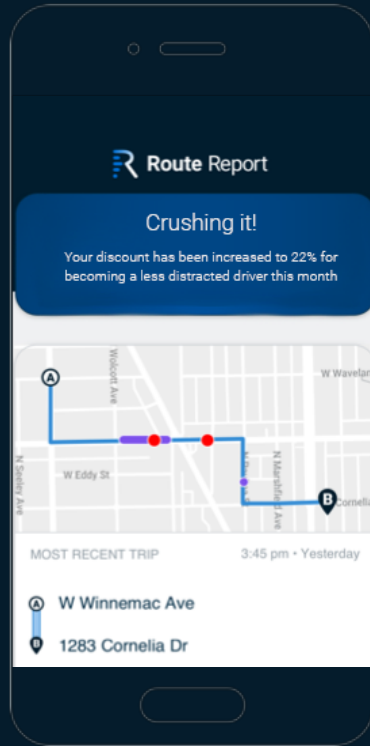 Route Report
Crushing it!
Your discount has been increased to 22% for
becoming a less distracted driver this month
A
Wolcott Ave
W Wavelan
N Seeley Ave
W Eddy St
N Marshfield Ave
B
Cornelia
MOST RECENT TRIP
3:45 pm • Yesterday
A W Winnemac Ave
B 1283 Cornelia Dr